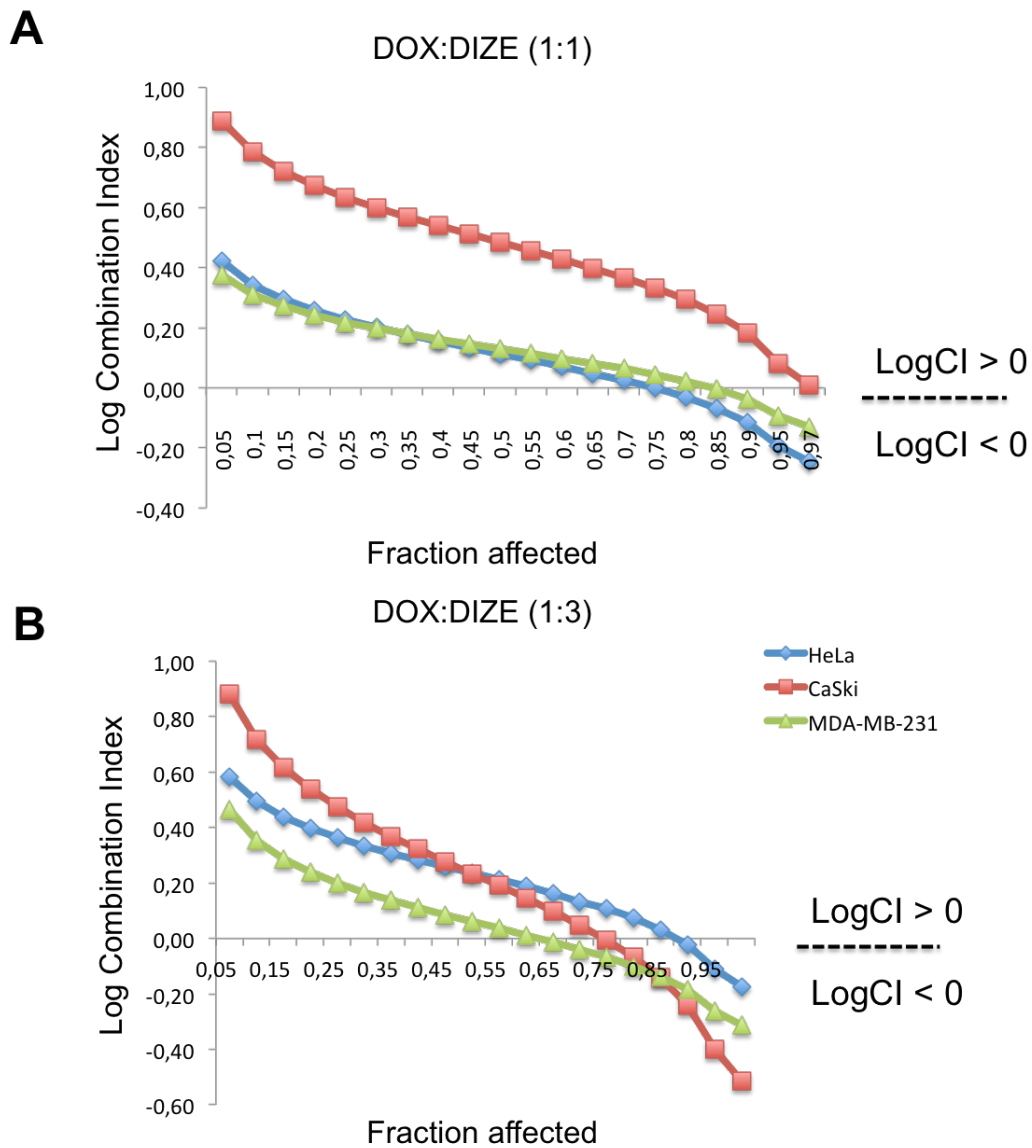 A
DOX:DIZE (1:1)
Log Combination Index
1,00
0,80
0,60
0,40
0,20
0,00
-0,20
-0,40
0,05 0,1 0,15 0,2 0,25 0,3 0,35 0,4 0,45 0,5 0,55 0,6 0,65 0,7 0,75 0,8 0,85 0,9 0,95 0,97
Fraction affected
LogCI > 0
LogCI < 0
B
DOX:DIZE (1:3)
Log Combination Index
1,00
0,80
0,60
0,40
0,20
0,00
-0,20
-0,40
-0,60
0,05 0,15 0,25 0,35 0,45 0,55 0,65 0,75 0,85 0,95
Fraction affected
HeLa
CaSki
MDA-MB-231
LogCI > 0
LogCI < 0